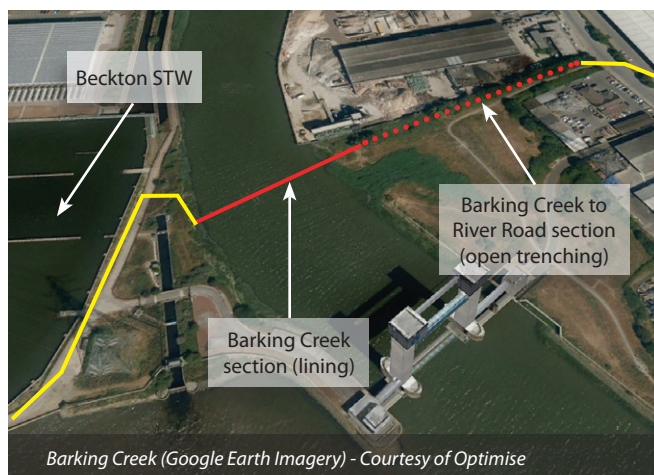 Beckton STW
Barking Creek to
River Road section
(open trenching)
Barking Creek
section (lining)
Barking Creek (Google Earth Imagery) - Courtesy of Optimise